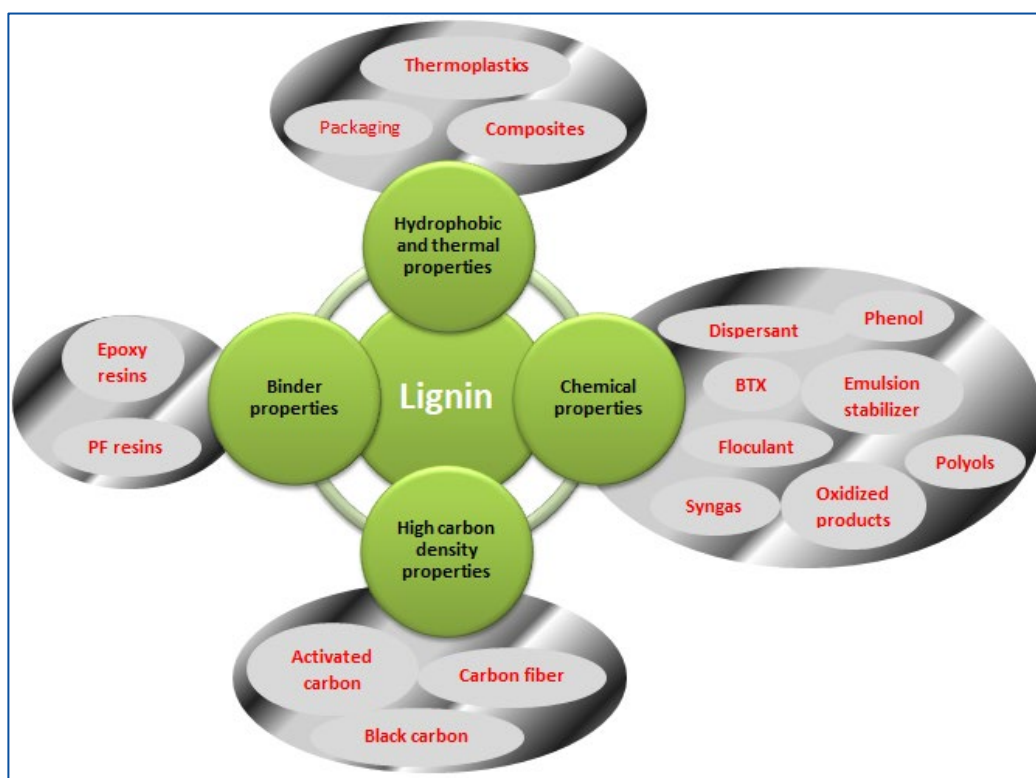 Thermoplastics
Packaging
Composites
Hydrophobic
and thermal
properties
Epoxy
resins
PF resins
Binder
properties
Lignin
Chemical
properties
Dispersant
Phenol
BTX
Emulsion
stabilizer
Floculant
Polyols
Syngas
Oxidized
products
High carbon
density
properties
Activated
carbon
Carbon fiber
Black carbon